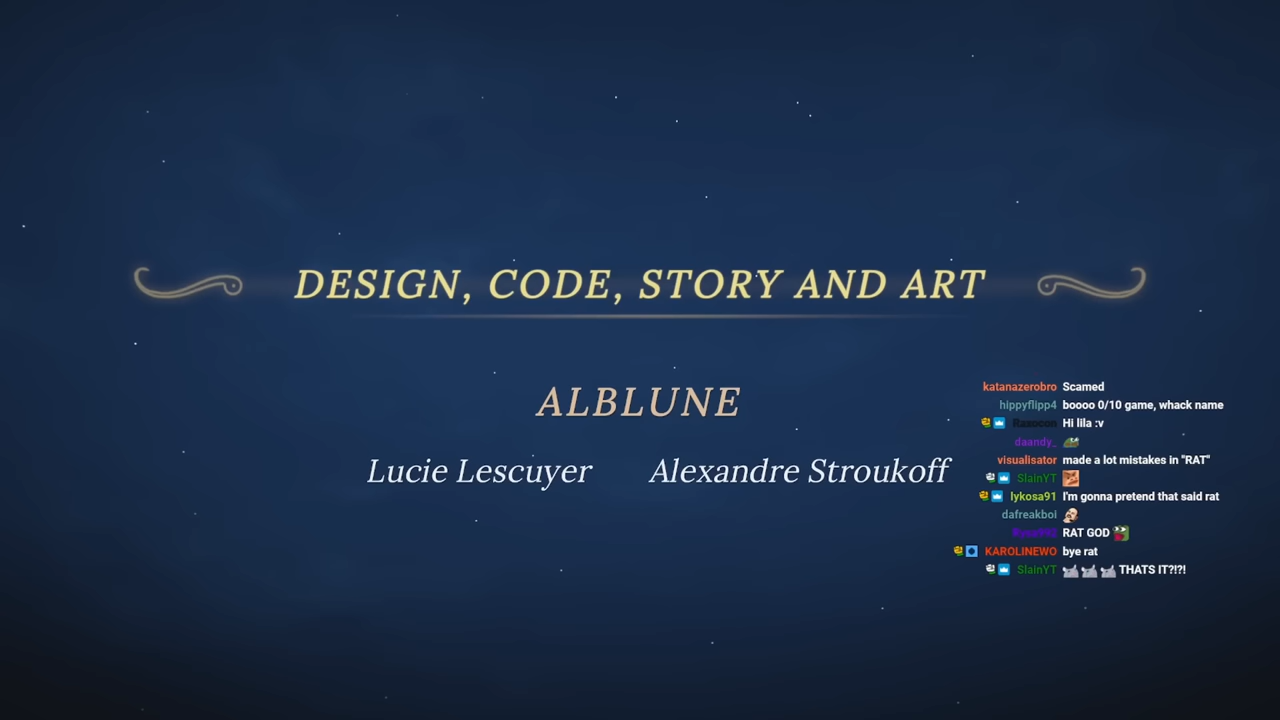 DESIGN, CODE, STORY AND ART
ALBLUNE
Lucie Lescuyer Alexandre Stroukoff
katanazerobro Scamed
hippyflipp4 boooo 0/10 game, whack name
Hi lila :v
daandy_
visualisator made a lot mistakes in "RAT"
SlainYT
lykosa91 I'm gonna pretend that said rat
dafreakboi
RAT GOD
KAROLINEWO bye rat
SlainYT THATS IT?!?!